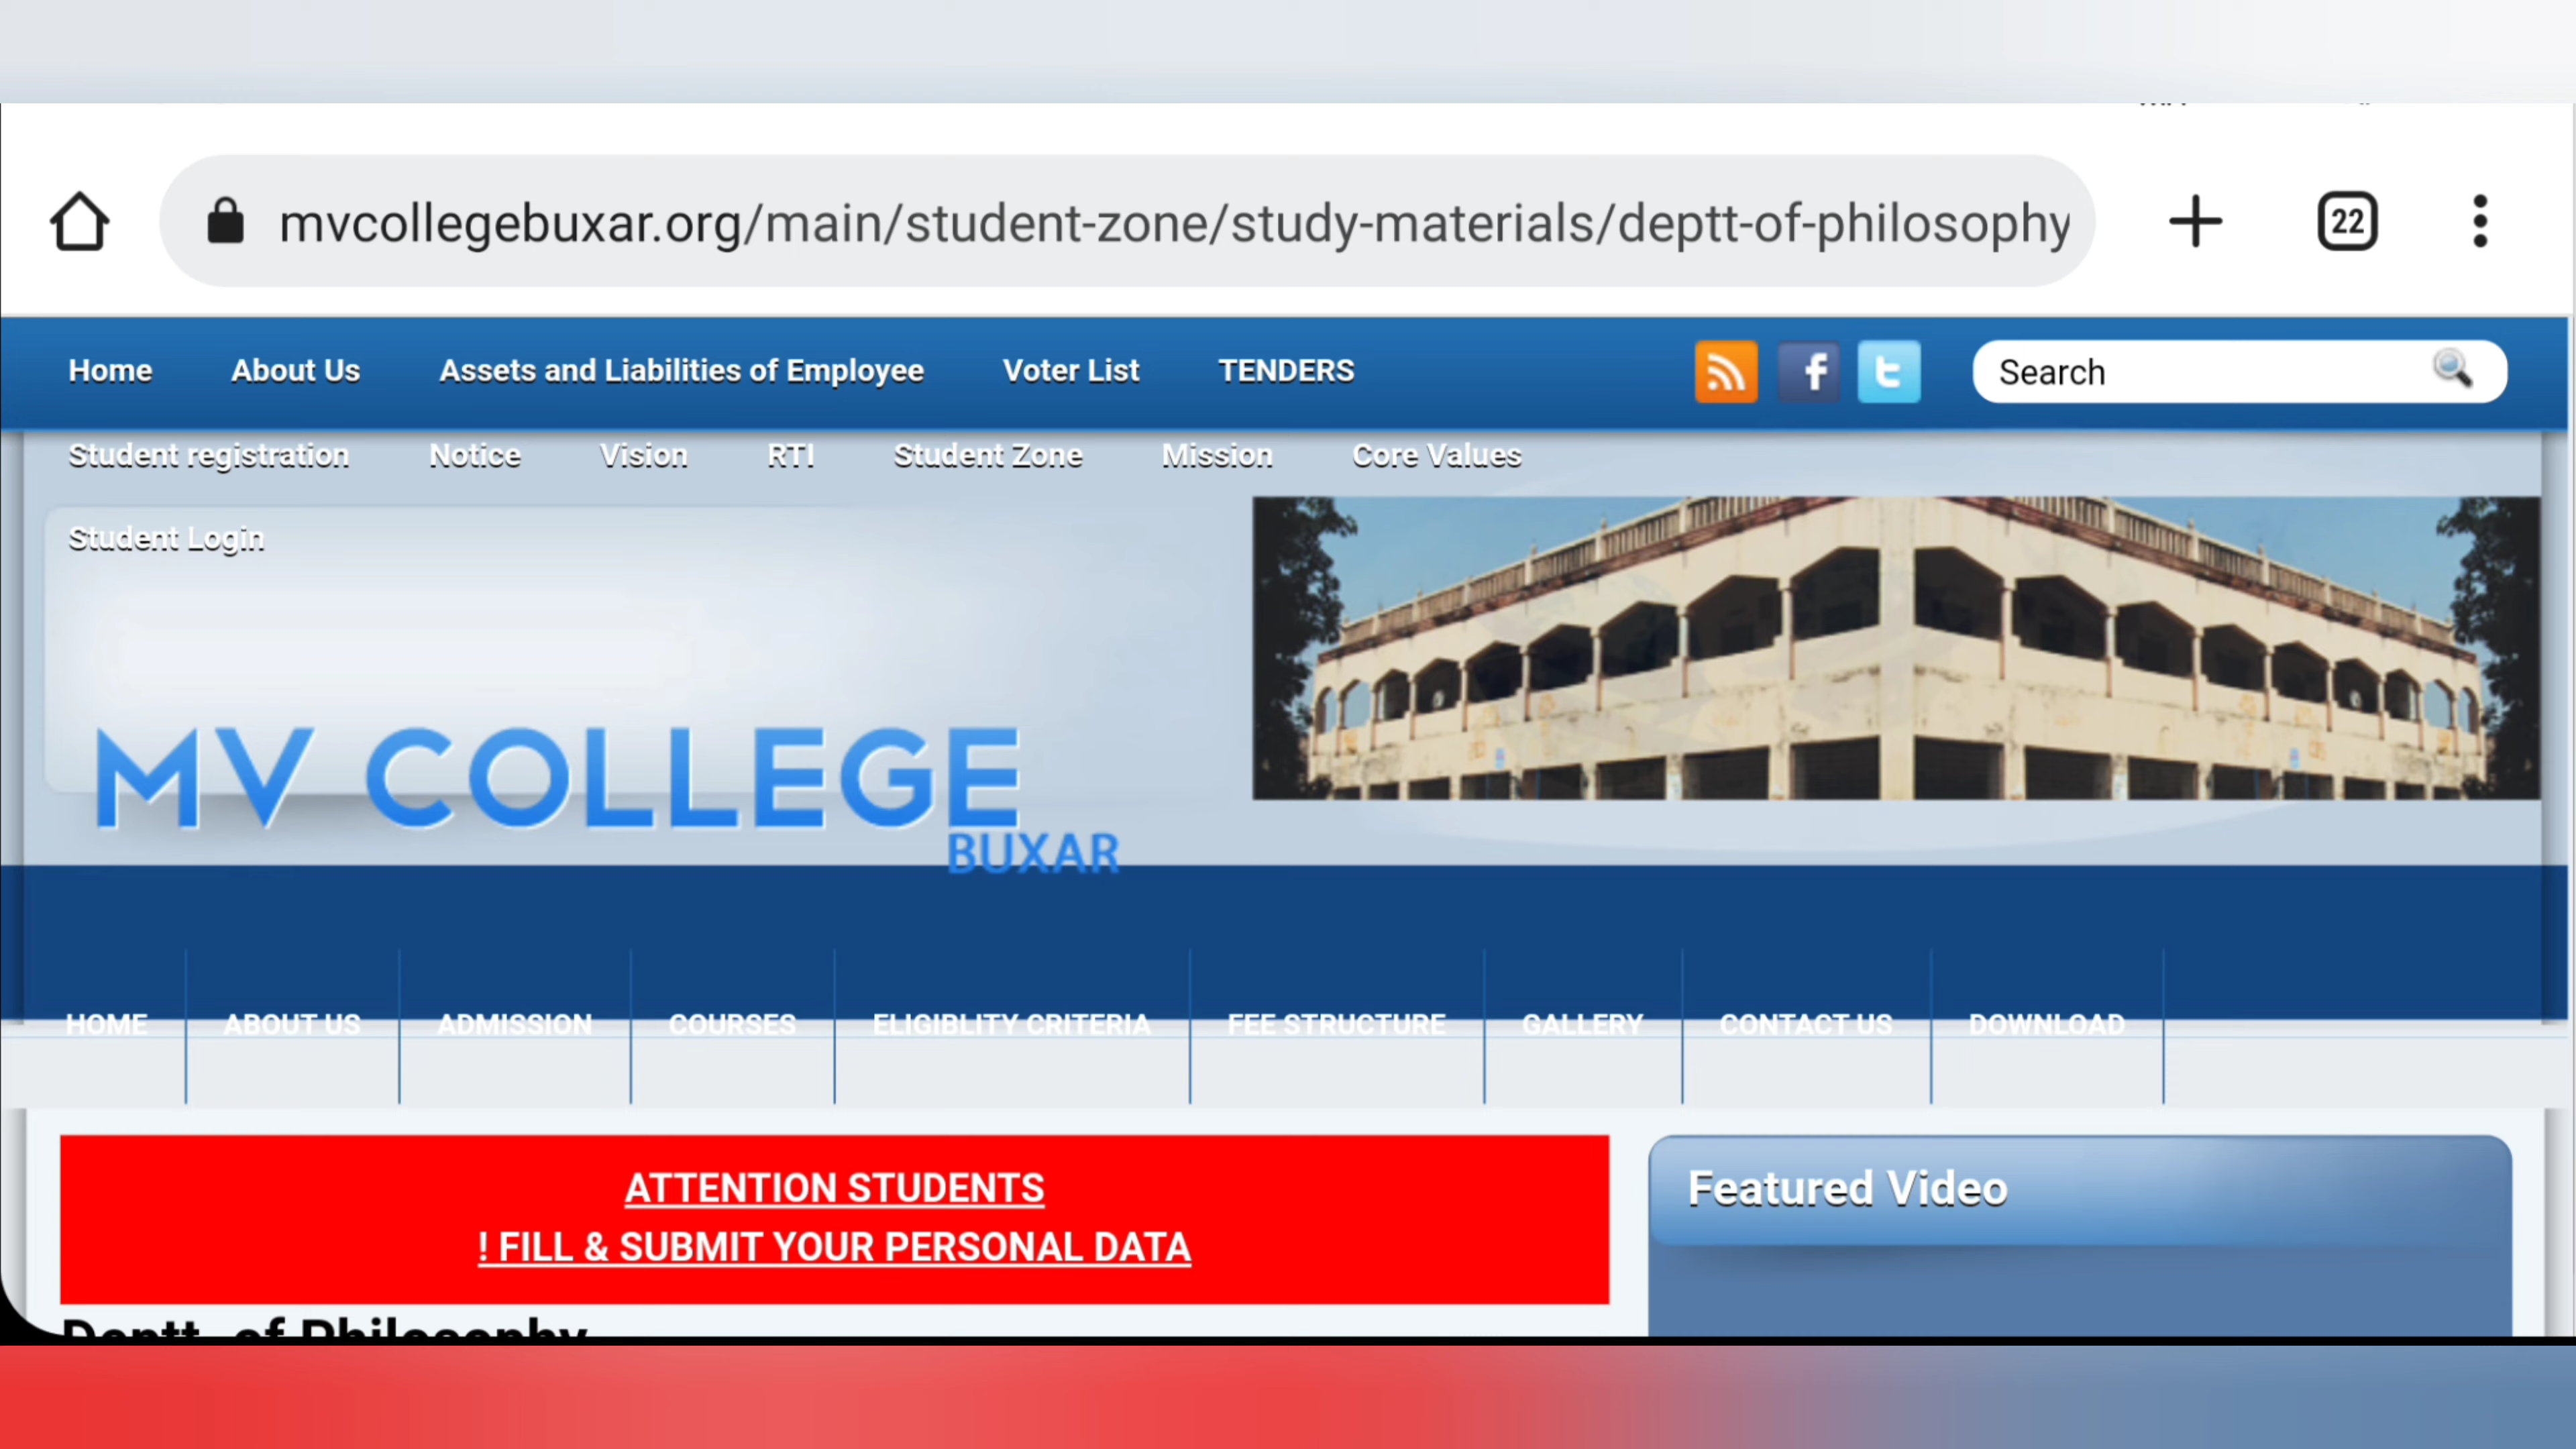 mvcollegebuxar.org/main/student-zone/study-materials/deptt-of-philosophy
22
Home About Us Assets and Liabilities of Employee Voter List TENDERS
Search
Student registration Notice Vision RTI Student Zone Mission Core Values
Student Login
MV COLLEGE
BUXAR
HOME ABOUT US ADMISSION COURSES ELIGIBLITY CRITERIA FEE STRUCTURE GALLERY CONTACT US DOWNLOAD
ATTENTION STUDENTS
! FILL & SUBMIT YOUR PERSONAL DATA
Featured Video
Deptt. of Philosophy